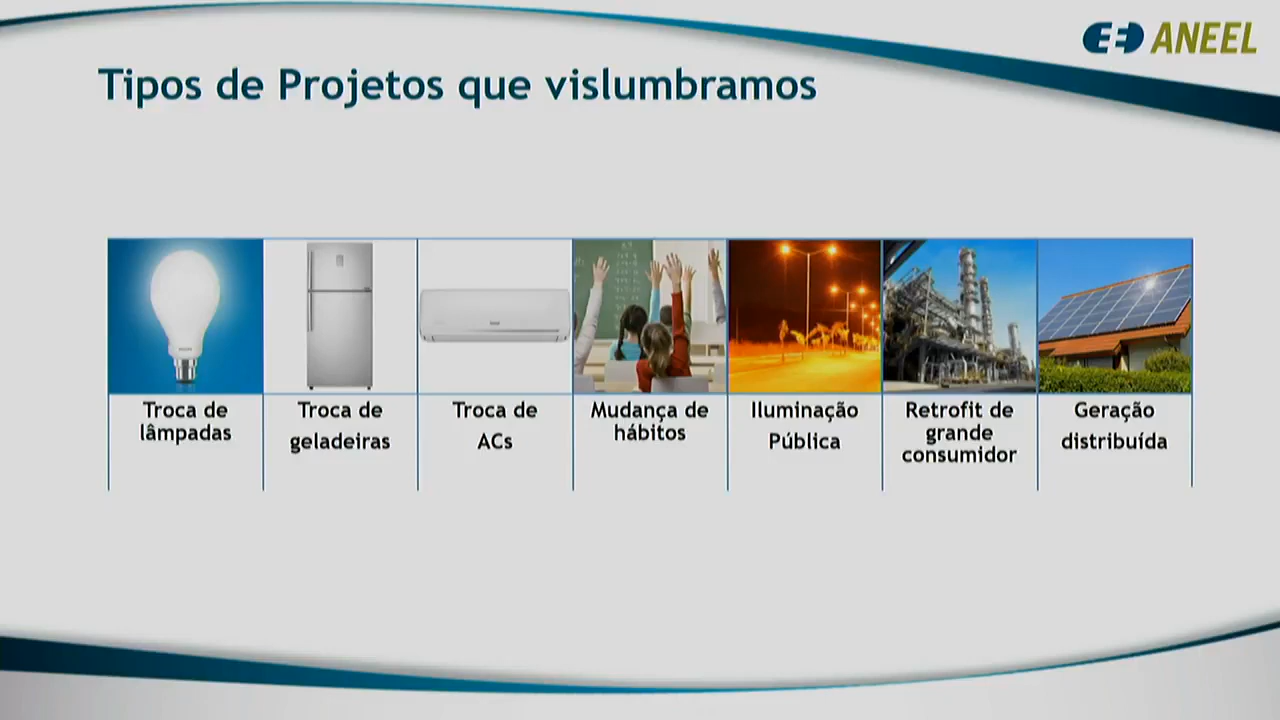 ANEEL
Tipos de Projetos que vislumbramos
Troca de
lâmpadas
Troca de
geladeiras
Troca de
ACs
Mudança de
hábitos
Iluminação
Pública
Retrofit de
grande
consumidor
Geração
distribuída